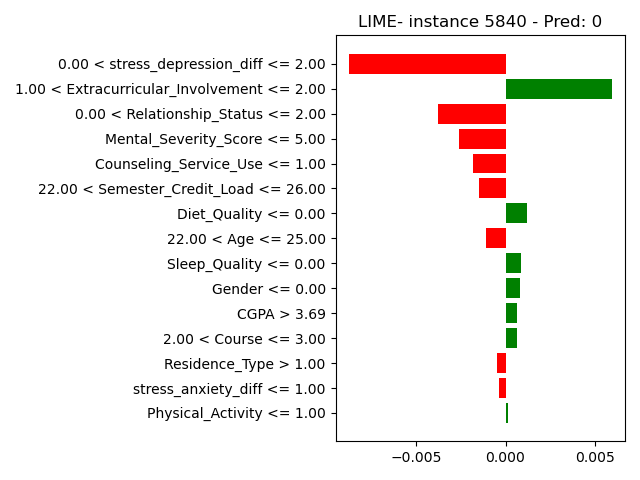 LIME- instance 5840 - Pred: 0
0.00 < stress_depression_diff <= 2.00
1.00 < Extracurricular_Involvement <= 2.00
0.00 < Relationship_Status <= 2.00
Mental_Severity_Score <= 5.00
Counseling_Service_Use <= 1.00
22.00 < Semester_Credit_Load <= 26.00
Diet_Quality <= 0.00
22.00 < Age <= 25.00
Sleep_Quality <= 0.00
Gender <= 0.00
CGPA > 3.69
2.00 < Course <= 3.00
Residence_Type > 1.00
stress_anxiety_diff <= 1.00
Physical_Activity <= 1.00
−0.005 0.000 0.005